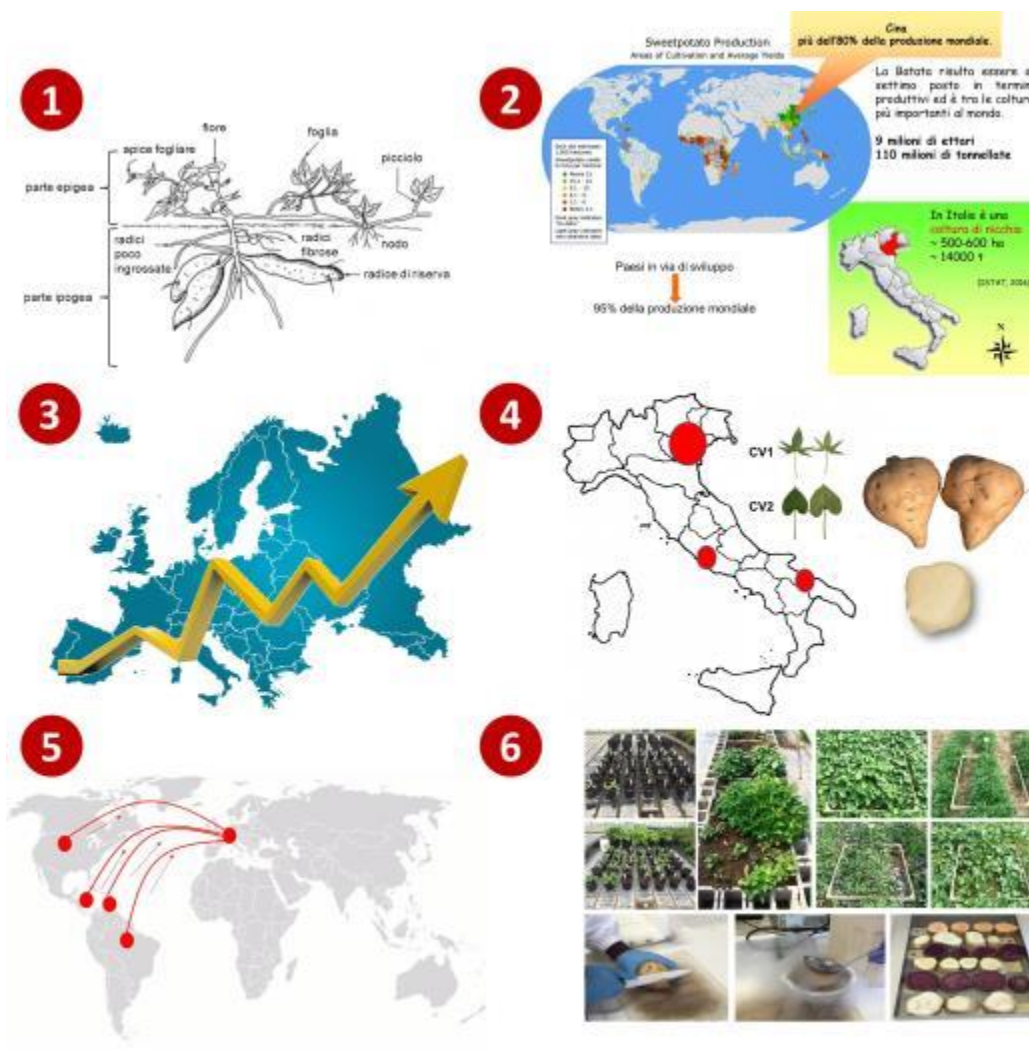 1
fiore
foglia
apice fogliare
picciolo
parte epigea
radici
poco
ingrossate
radici
fibrose
nodo
radice di riserva
parte ipogea
2
Cina
più dell'80% della produzione mondiale.
Sweetpotato Production
Areas of Cultivation and Average Yields
La Batata risulta essere a
settimo posto in termin
produttivi ed è tra le coltur
più importanti al mondo.
9 milioni di ettari
110 milioni di tonnellate
In Italia è una
coltura di nicchia
~ 500-600 ha
~ 14000 t
(ISTAT, 2006)
N
Paesi in via di sviluppo
95% della produzione mondiale
3
4
CV1
CV2
5
6